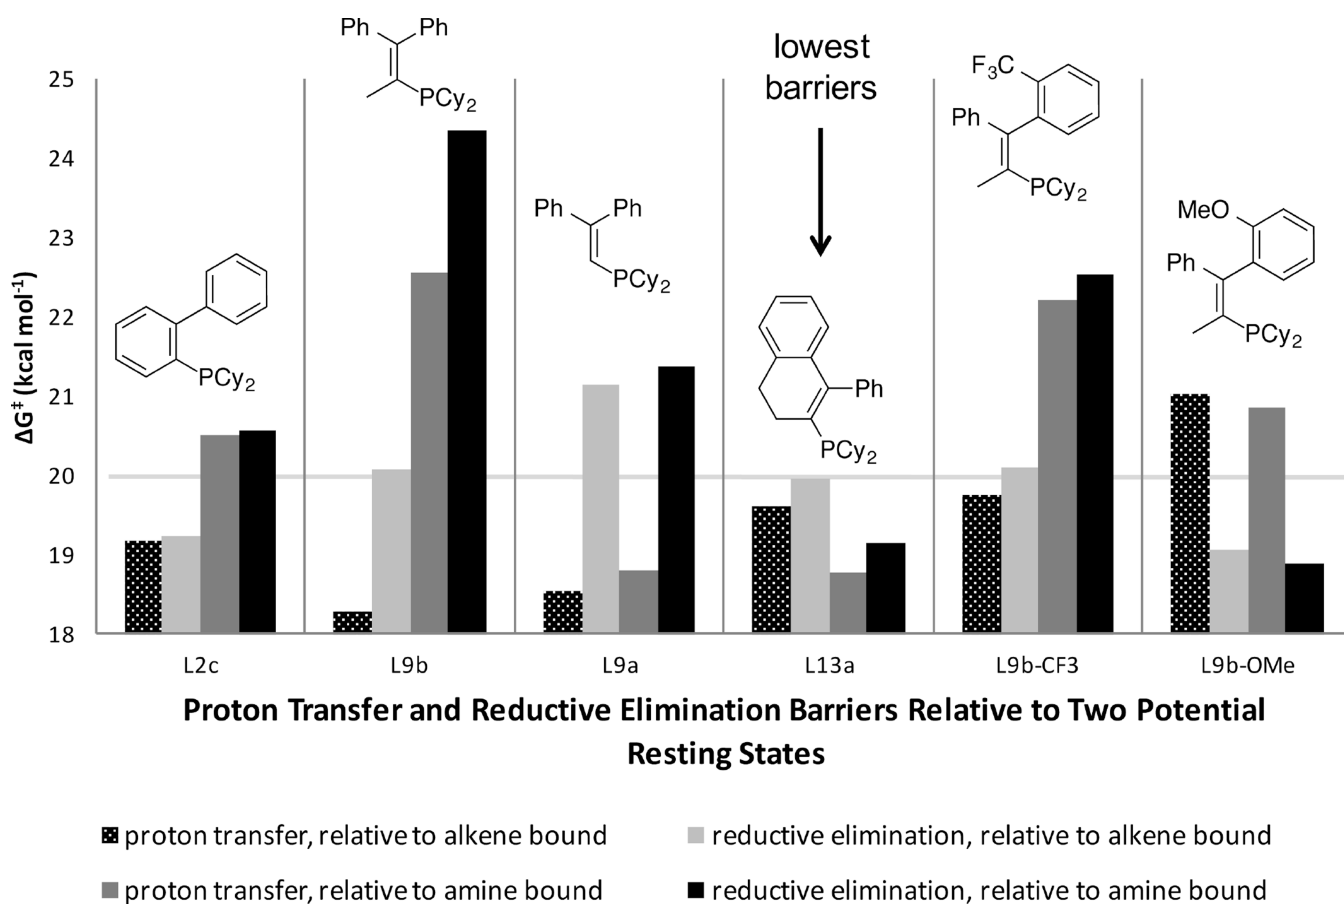 Ph Ph
PCy2
lowest
barriers
F3C
Ph
PCy2
Ph Ph
PCy2
MeO
Ph
PCy2
PCy2
Ph
PCy2
ΔG‡ (kcal mol-1)
25
24
23
22
21
20
19
18
L2c L9b L9a L13a L9b-CF3 L9b-OMe
Proton Transfer and Reductive Elimination Barriers Relative to Two Potential
Resting States
proton transfer, relative to alkene bound
reductive elimination, relative to alkene bound
proton transfer, relative to amine bound
reductive elimination, relative to amine bound